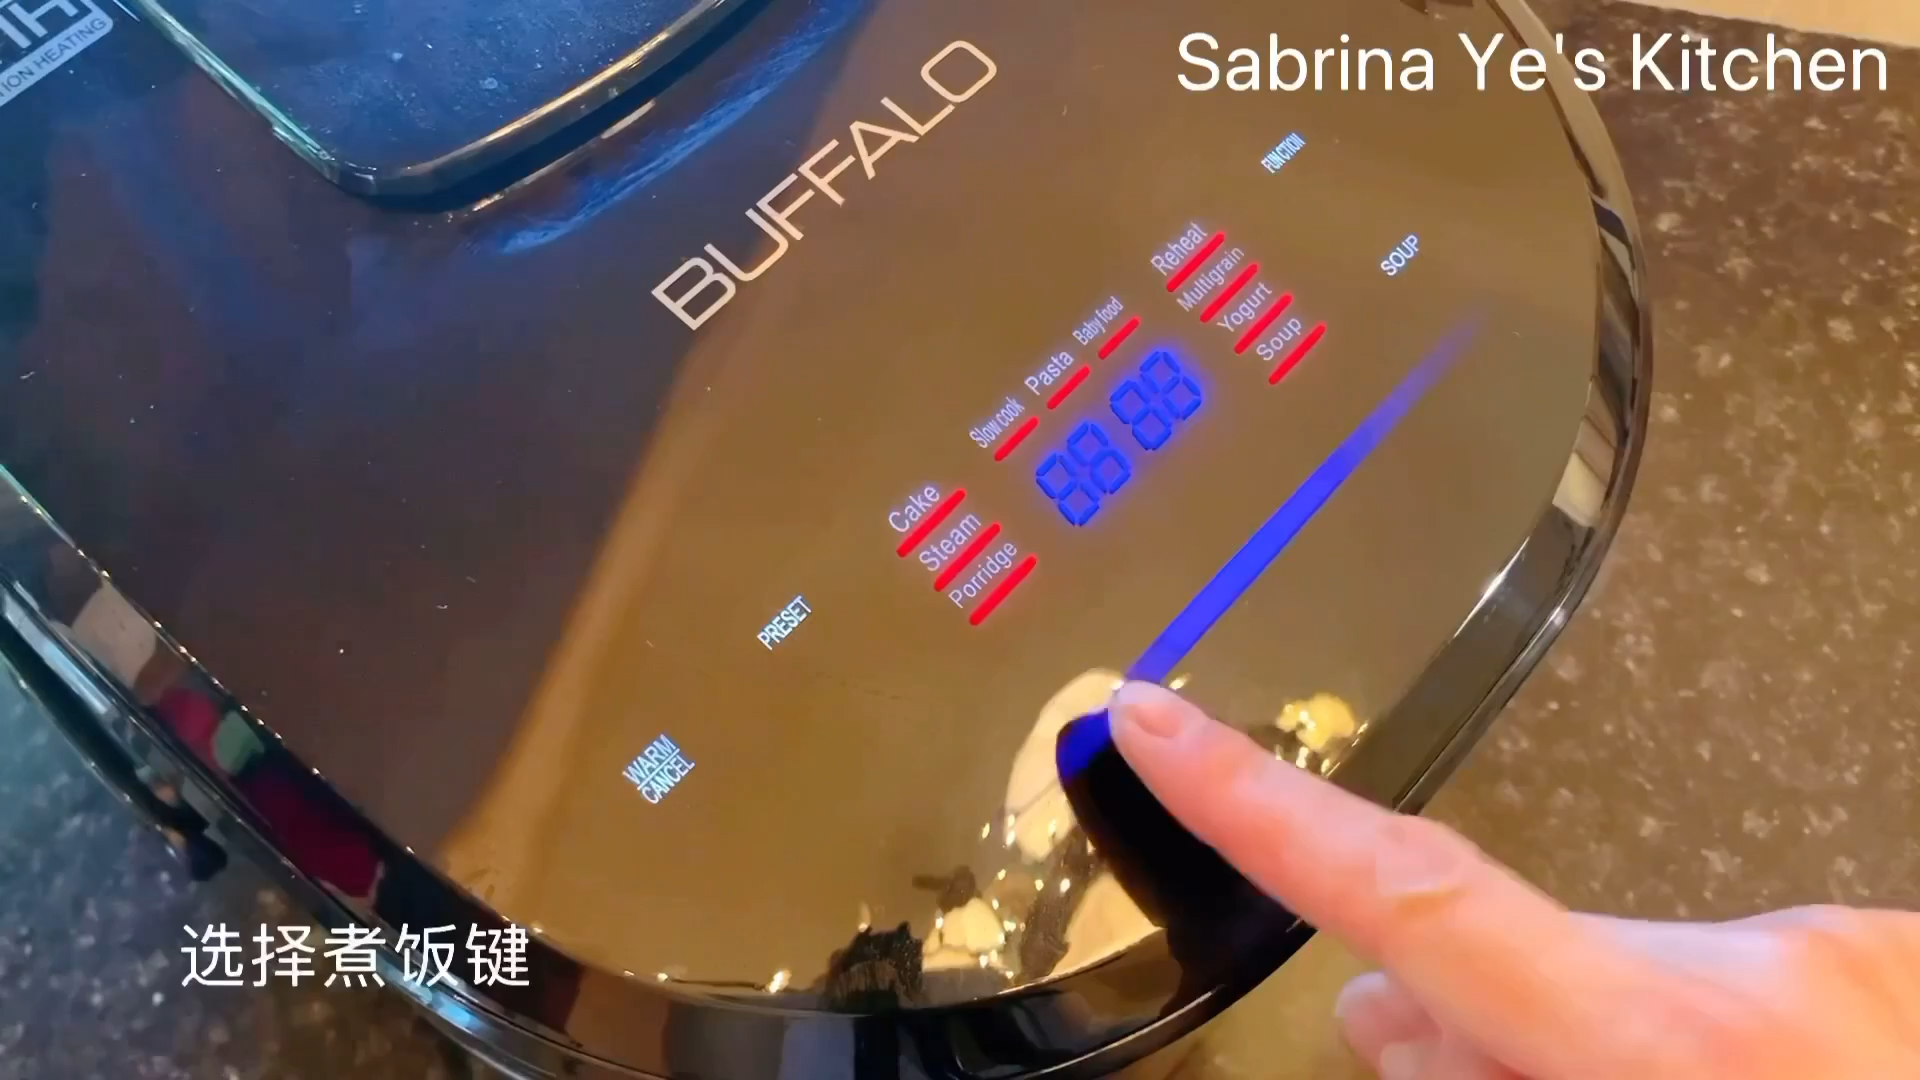 Sabrina Ye's Kitchen
IH
BUFFALO
FUNCTION
Reheat
Multigrain
Yogurt
Soup
SOUP
Slow cook
Pasta
Baby food
88 88
Cake
Steam
Porridge
PRESET
WARM
CANCEL
选择煮饭键